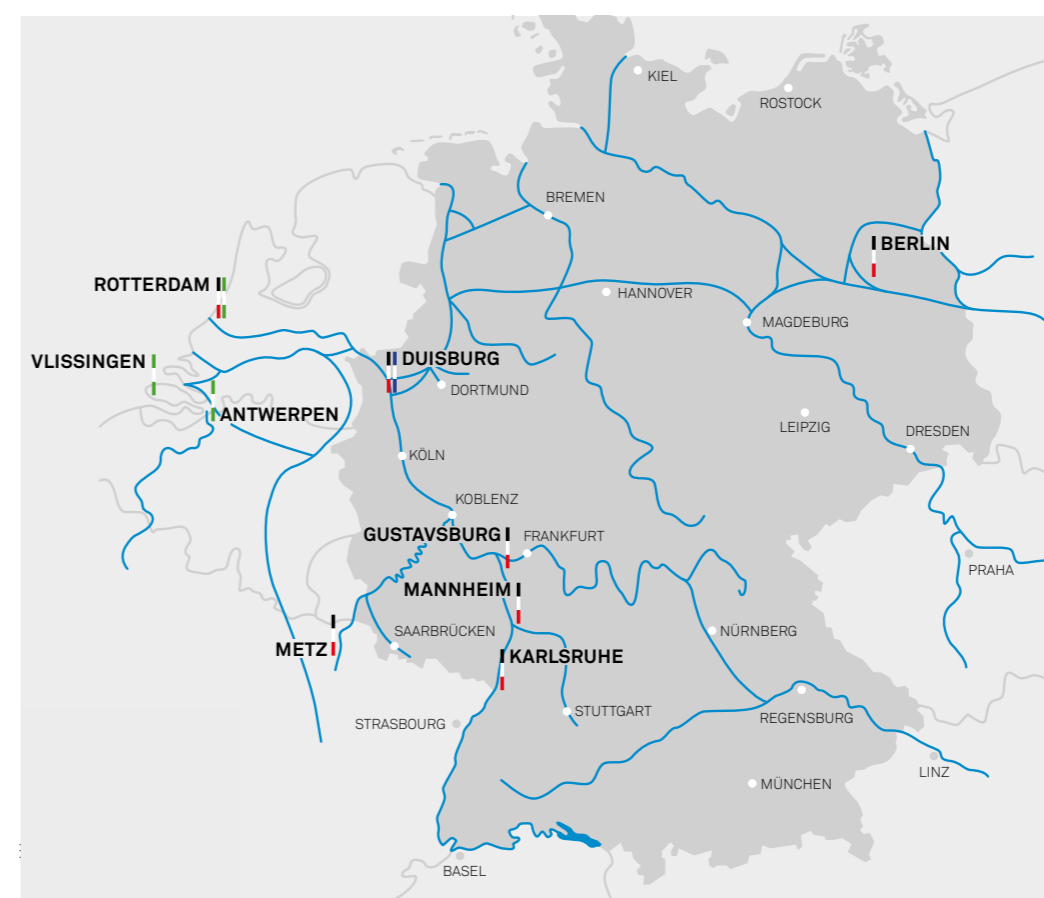 KIEL
ROSTOCK
BREMEN
BERLIN
ROTTERDAM
HANNOVER
MAGDEBURG
VLISSINGEN
DUISBURG
DORTMUND
ANTWERPEN
LEIPZIG
DRESDEN
KÖLN
KOBLENZ
GUSTAVSBURG
FRANKFURT
PRAHA
MANNHEIM
SAARBRÜCKEN
NÜRNBERG
METZ
KARLSRUHE
STRASBOURG
STUTTGART
REGENSBURG
LINZ
MÜNCHEN
BASEL